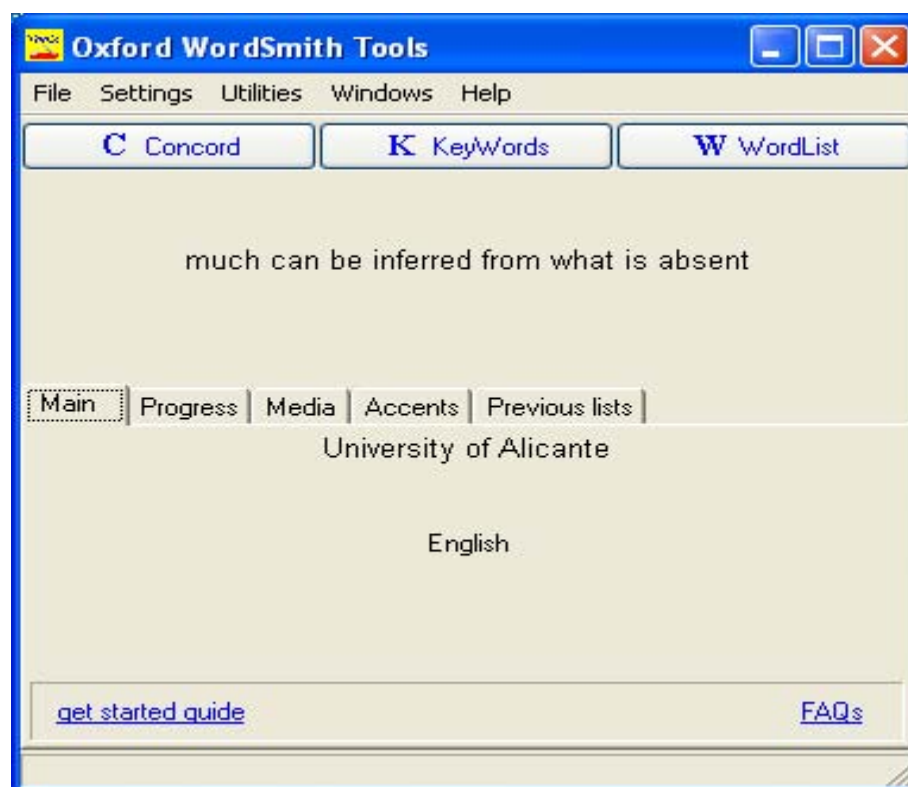 Oxford WordSmith Tools
File Settings Utilities Windows Help
C Concord K KeyWords W WordList
much can be inferred from what is absent
Main Progress Media Accents Previous lists
University of Alicante
English
get started guide FAQs